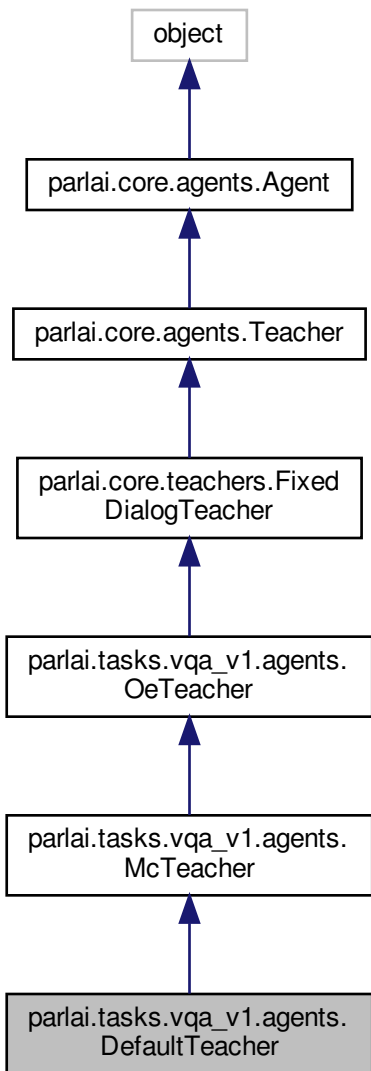 object
parlai.core.agents.Agent
parlai.core.agents.Teacher
parlai.core.teachers.Fixed
DialogTeacher
parlai.tasks.vqa_v1.agents.
OeTeacher
parlai.tasks.vqa_v1.agents.
McTeacher
parlai.tasks.vqa_v1.agents.
DefaultTeacher